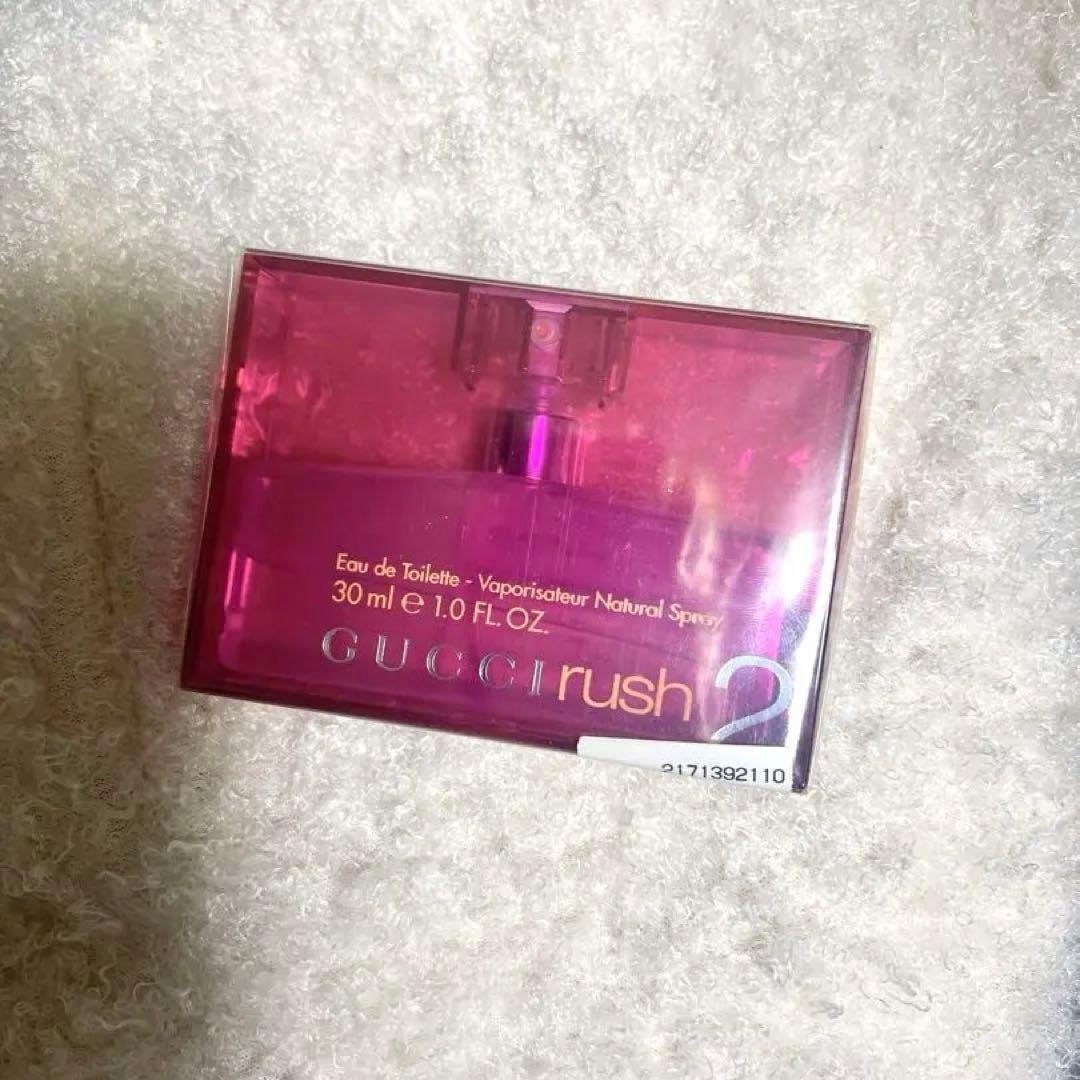 Eau de Toilette - Vaporisateur Natural Spray
30 ml ℮ 1.0 FL. OZ.
GUCCI rush 2
2171392110